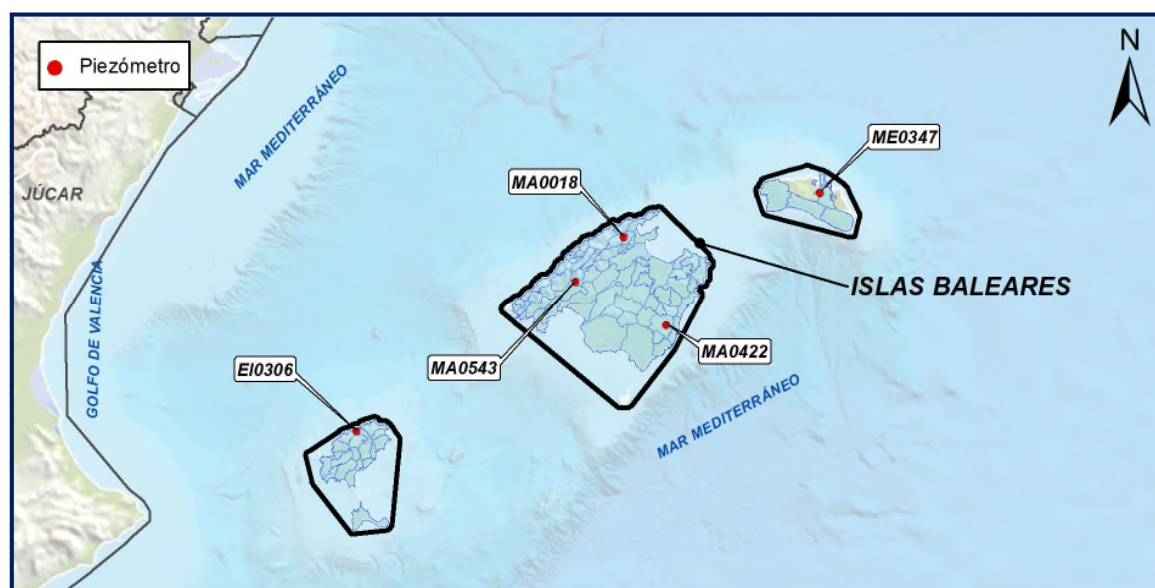 Piezómetro
N
MAR MEDITERRÁNEO
ME0347
MA0018
JÚCAR
ISLAS BALEARES
GOLFO DE VALENCIA
MA0543
MA0422
EI0306
MAR MEDITERRÁNEO